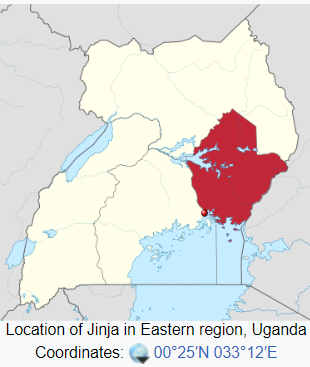 Location of Jinja in Eastern region, Uganda
Coordinates: 00°25′N 033°12′E